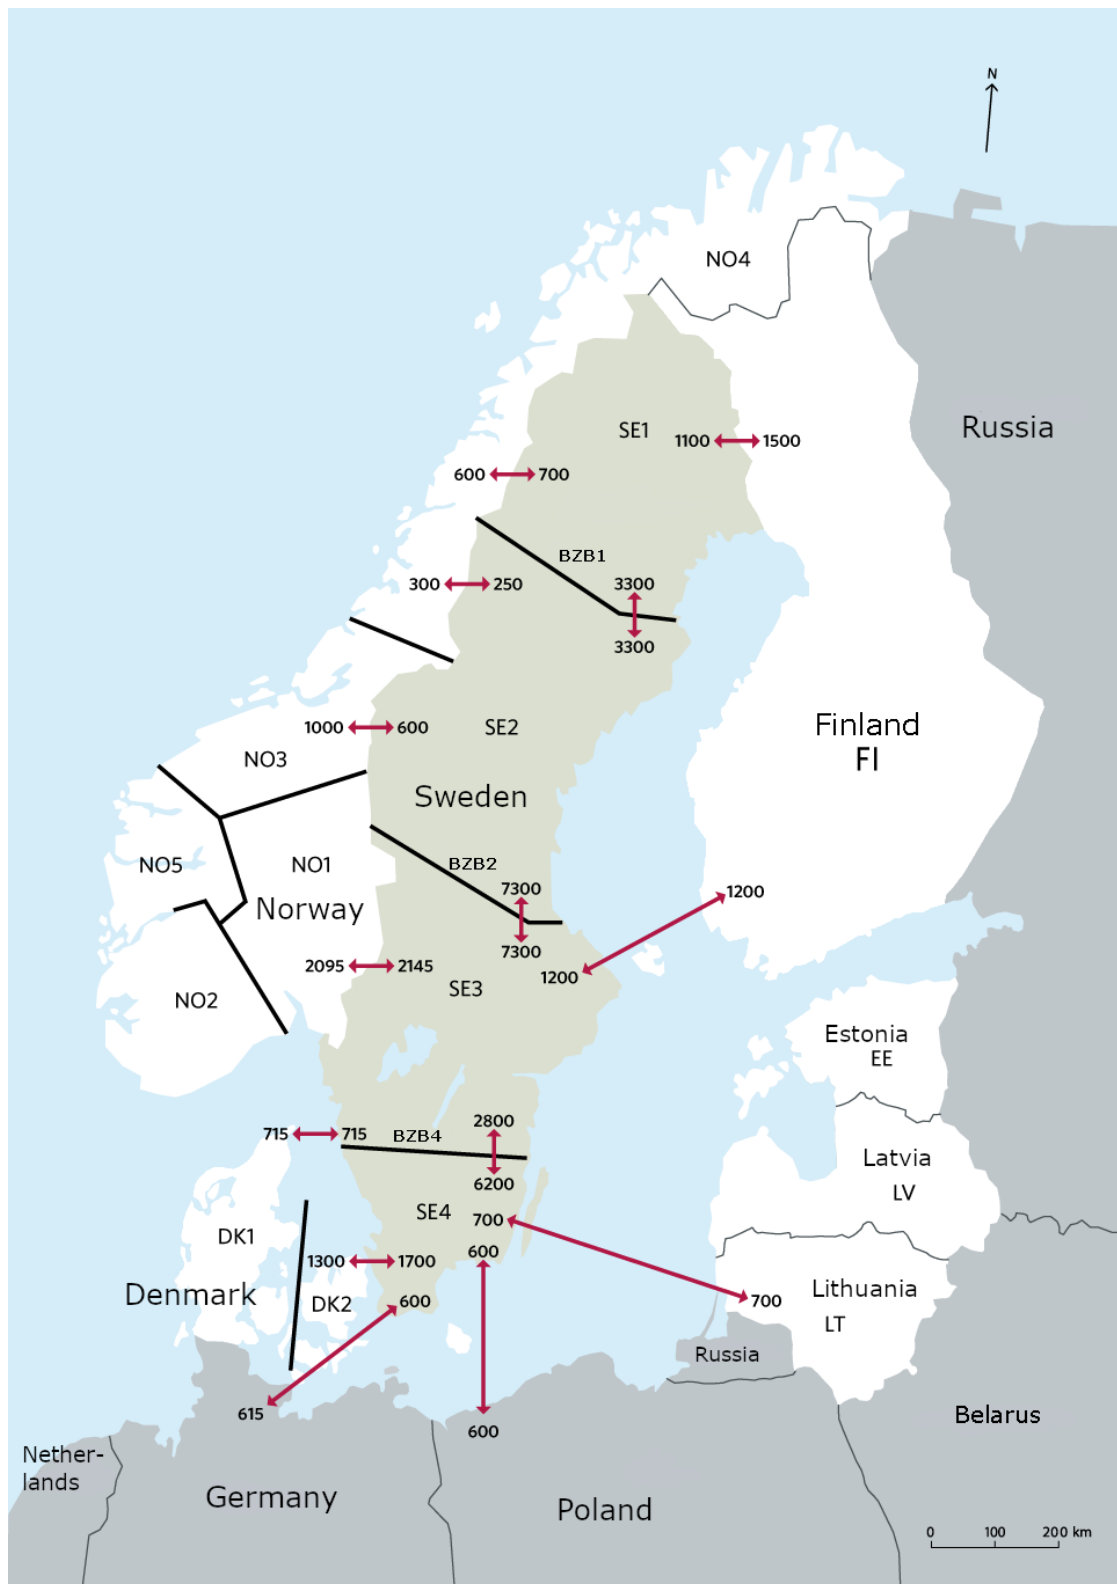 N
NO4
Russia
SE1
1100
1500
600
700
BZB1
300
250
3300
3300
Finland
FI
1000
600
SE2
NO3
Sweden
NO5
NO1
BZB2
7300
1200
Norway
7300
2095
2145
1200
SE3
NO2
Estonia
EE
2800
715
715
BZB4
Latvia
LV
6200
SE4
700
DK1
600
1300
1700
Denmark
DK2
600
Lithuania
700
LT
Russia
615
600
Belarus
Nether-
lands
Germany
Poland
0 100 200 km